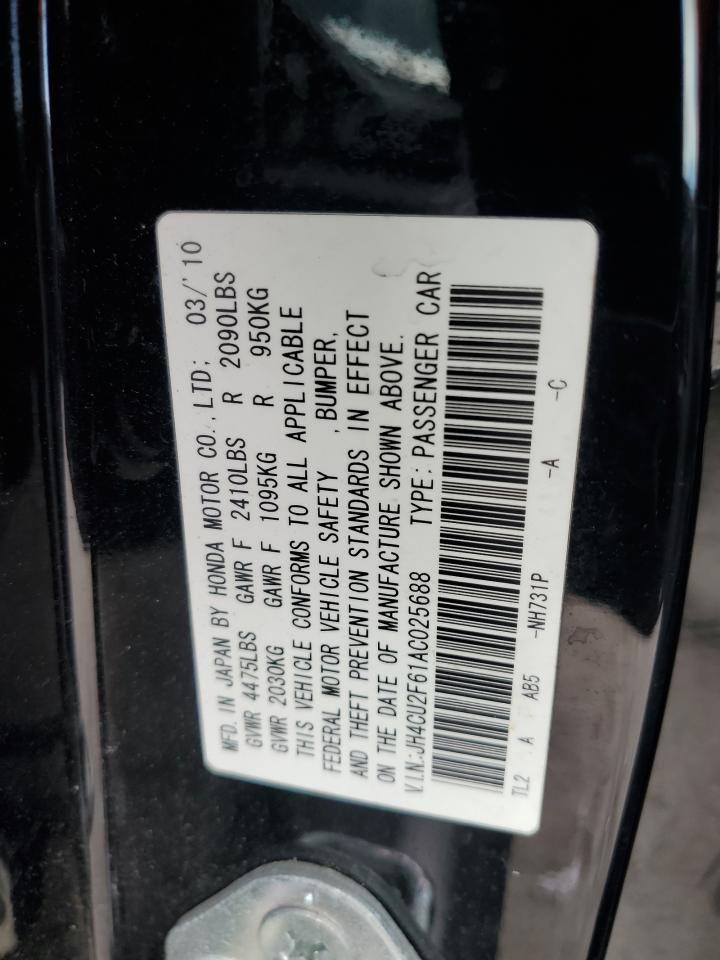 MFD. IN JAPAN BY HONDA MOTOR CO., LTD; 03/'10
GVWR 4475LBS GAWR F 2410LBS R 2090LBS
GVWR 2030KG GAWR F 1095KG R 950KG
THIS VEHICLE CONFORMS TO ALL APPLICABLE
FEDERAL MOTOR VEHICLE SAFETY , BUMPER,
AND THEFT PREVENTION STANDARDS IN EFFECT
ON THE DATE OF MANUFACTURE SHOWN ABOVE.
V.I.N.:JH4CU2F61AC025688 TYPE: PASSENGER CAR
TL2 A AB5 -NH731P -A -C